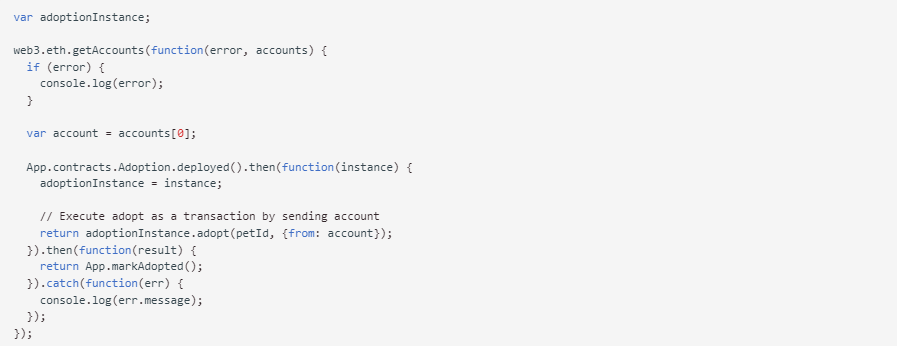 var adoptionInstance;

web3.eth.getAccounts(function(error, accounts) {
  if (error) {
    console.log(error);
  }

  var account = accounts[0];

  App.contracts.Adoption.deployed().then(function(instance) {
    adoptionInstance = instance;

    // Execute adopt as a transaction by sending account
    return adoptionInstance.adopt(petId, {from: account});
  }).then(function(result) {
    return App.markAdopted();
  }).catch(function(err) {
    console.log(err.message);
  });
});